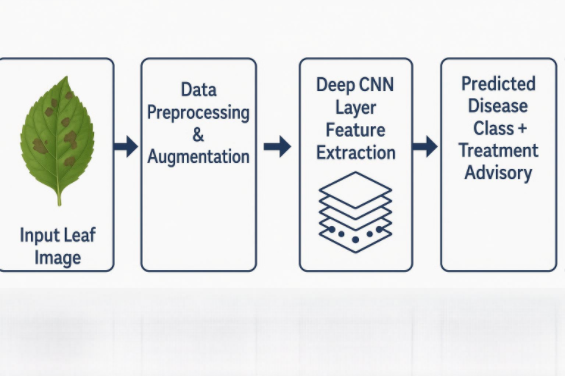 Input Leaf
Image
Data
Preprocessing
&
Augmentation
Deep CNN
Layer
Feature
Extraction
Predicted
Disease
Class +
Treatment
Advisory